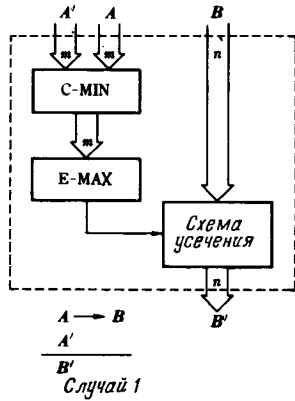 A' A B
m m n
C-MIN
m
E-MAX
Схема
усечения
n
B'
A → B
A'
B'
Случай 1